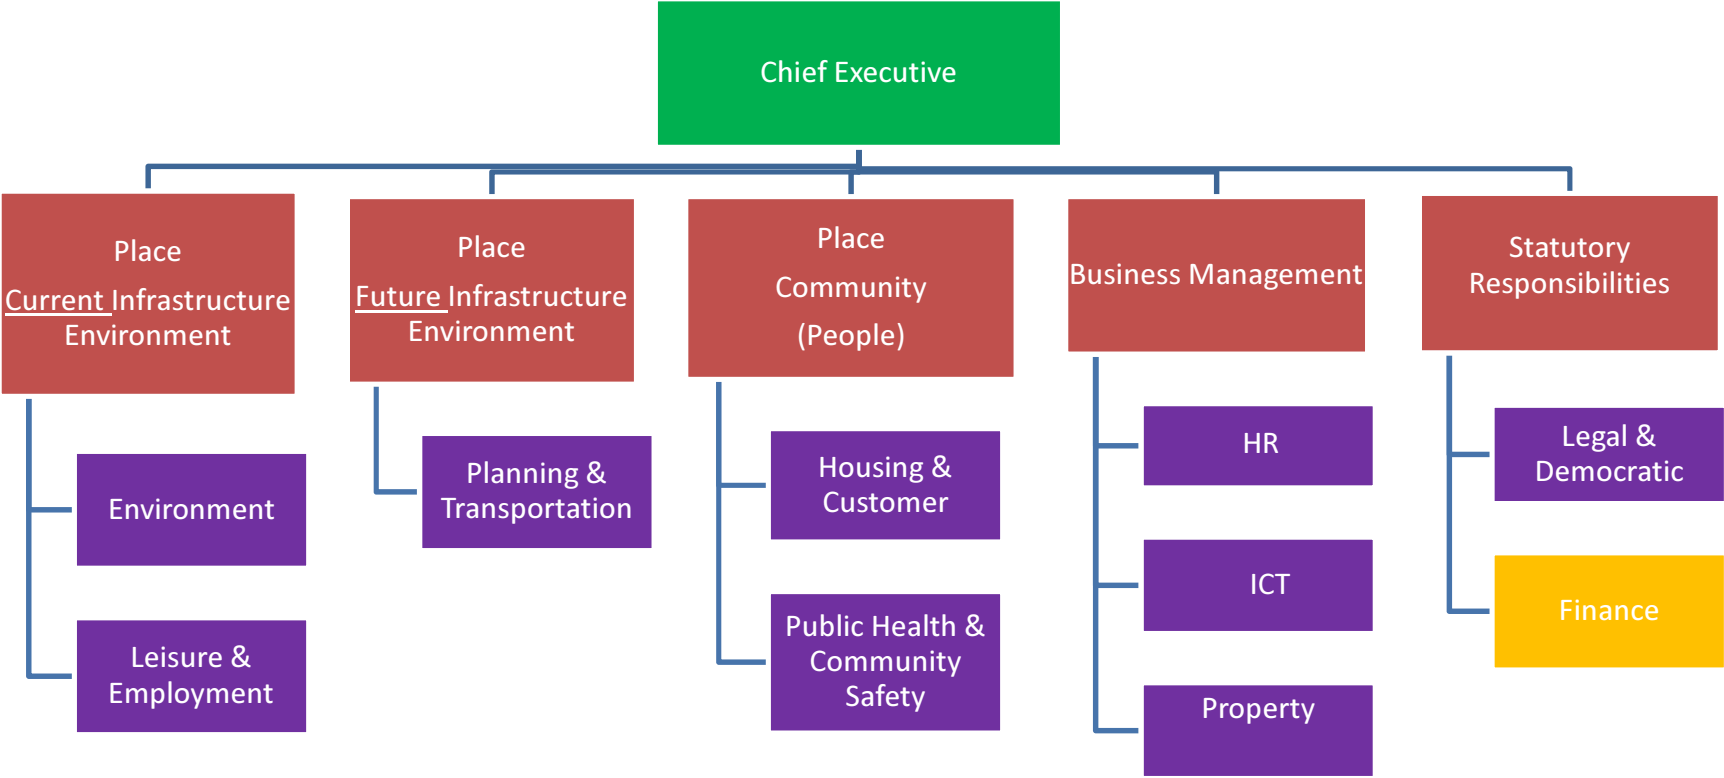 Chief Executive
Place
Current Infrastructure
Environment
Place
Future Infrastructure
Environment
Place
Community
(People)
Business Management
Statutory
Responsibilities
Environment
Leisure &
Employment
Planning &
Transportation
Housing &
Customer
Public Health &
Community
Safety
HR
ICT
Property
Legal &
Democratic
Finance